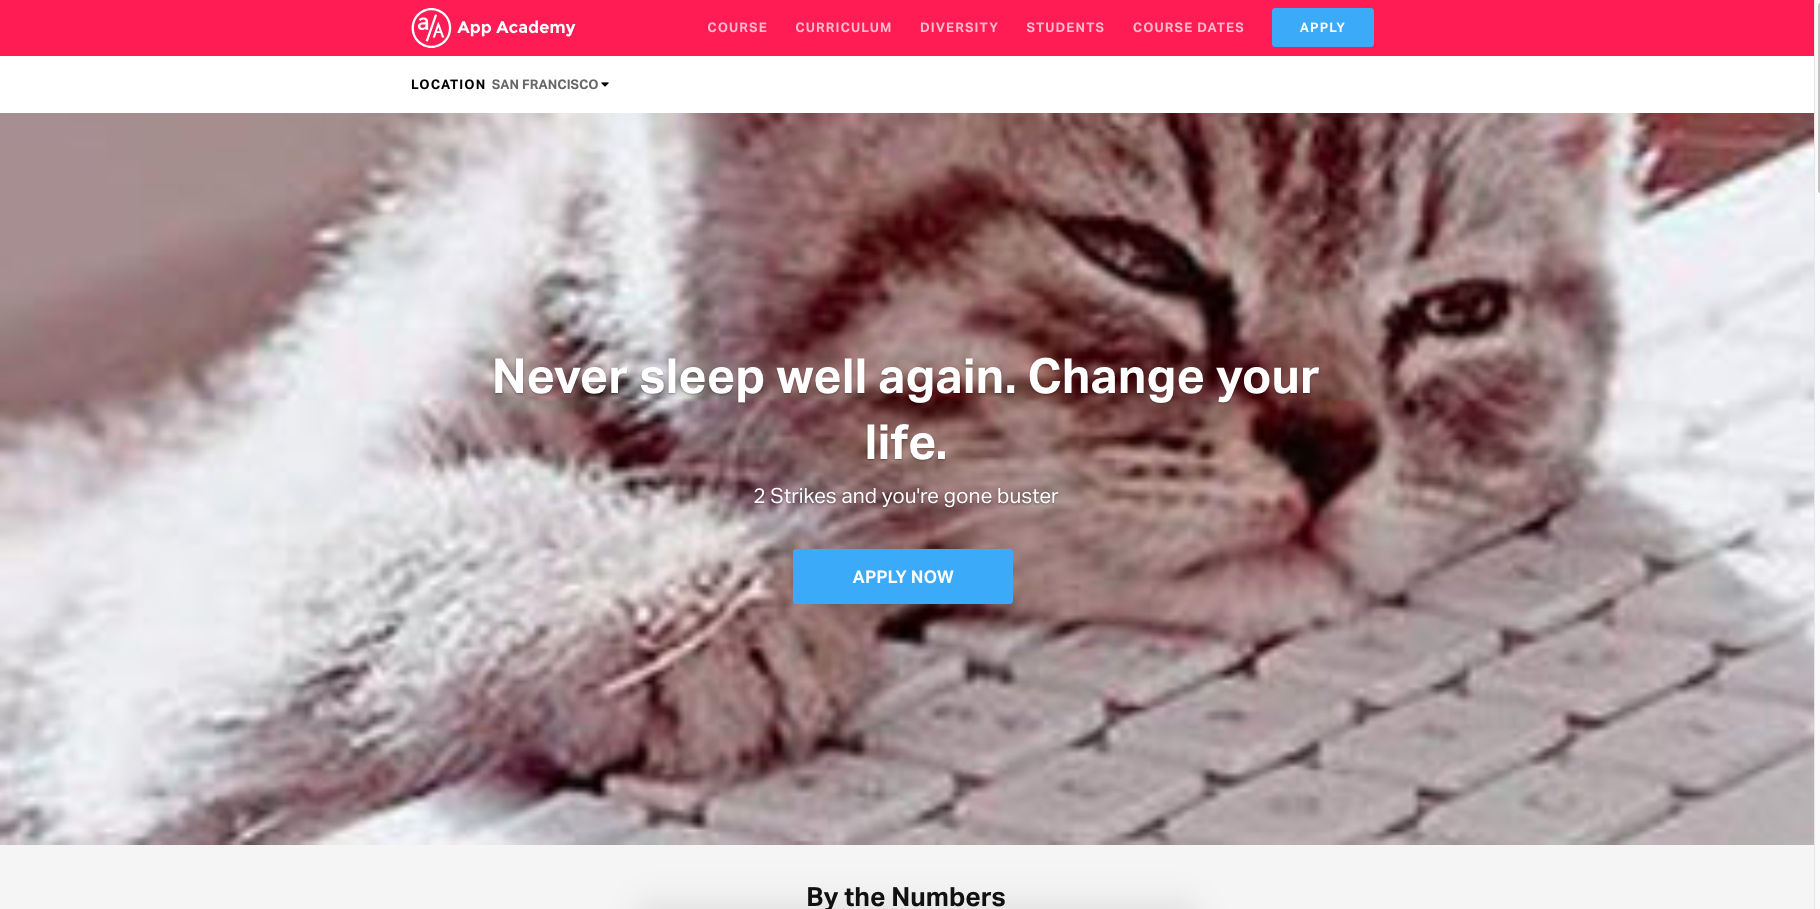 a/A App Academy
COURSE CURRICULUM DIVERSITY STUDENTS COURSE DATES APPLY
LOCATION SAN FRANCISCO
Never sleep well again. Change your
life.
2 Strikes and you're gone buster
APPLY NOW
By the Numbers